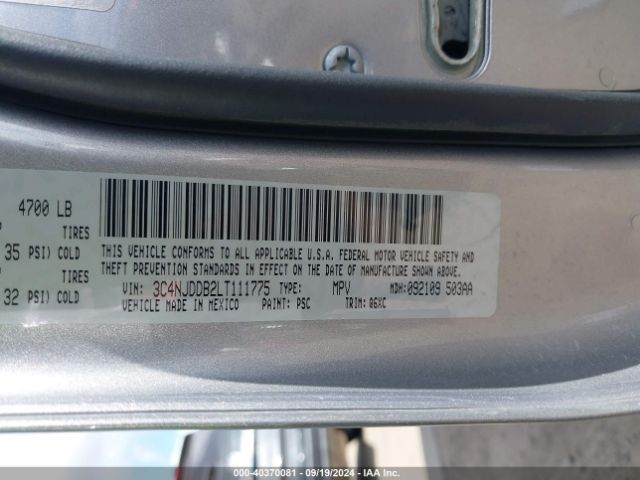 4700 LB
TIRES
35 PSI) COLD
TIRES
32 PSI) COLD
THIS VEHICLE CONFORMS TO ALL APPLICABLE U.S.A. FEDERAL MOTOR VEHICLE SAFETY AND
THEFT PREVENTION STANDARDS IN EFFECT ON THE DATE OF MANUFACTURE SHOWN ABOVE.
VIN: 3C4NJDDB2LT111775 TYPE: MPV MDH: 092109 503AA
VEHICLE MADE IN MEXICO PAINT: PSC TRIM: 06XC
000-40370081 - 09/19/2024 - IAA Inc.